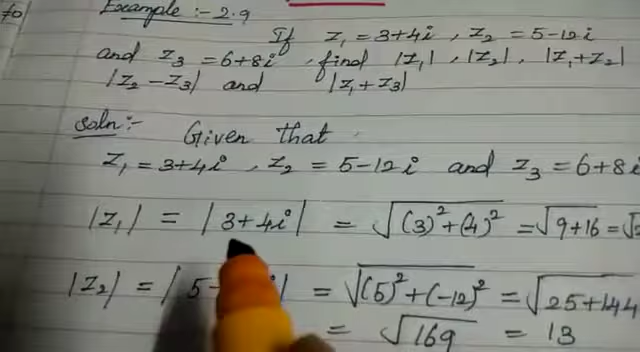 Example :- 2.9
If z₁ = 3+4i , z₂ = 5-12i
and z₃ = 6+8i , find |z₁| , |z₂| , |z₁+z₂|
|z₂-z₃| and |z₁+z₃|
Soln:- Given that
z₁ = 3+4i , z₂ = 5-12i and z₃ = 6+8i
|z₁| = |3+4i| = √(3)²+(4)² = √9+16 = √2
|z₂| = |5- i| = √(5)²+(-12)² = √25+144
= √169 = 13